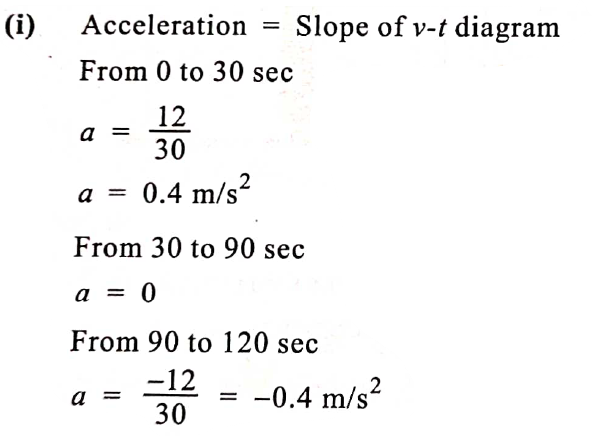 (i) Acceleration = Slope of v-t diagram
From 0 to 30 sec
a = 12/30
a = 0.4 m/s²
From 30 to 90 sec
a = 0
From 90 to 120 sec
a = −12/30 = −0.4 m/s²